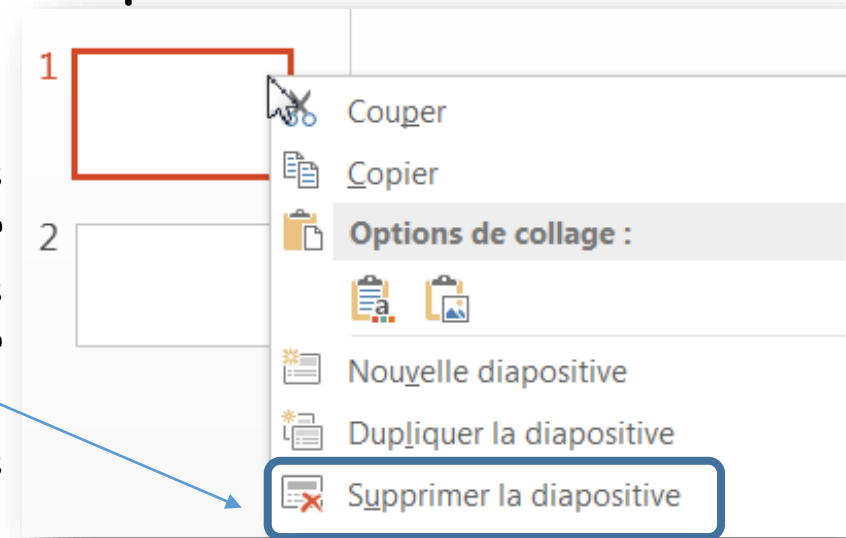 1
Couper
Copier
Options de collage :
2
Nouvelle diapositive
Dupliquer la diapositive
Supprimer la diapositive